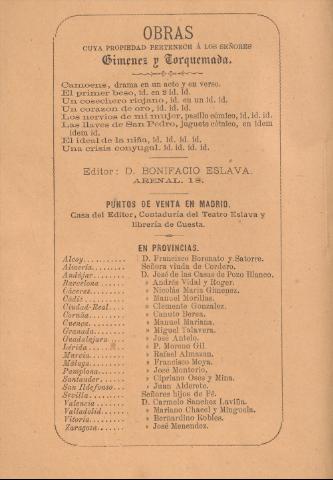 OBRAS
CUYA PROPIEDAD PERTENECE Á LOS SEÑORES
Gimenez y Torquemada.
Camoens, drama en un acto y en verso.
El primer beso, id. en 2 id.
Un cosechero riojano, id. en un id. id.
Un corazon de oro, id. id. id.
Los nervios de mi mujer, pasillo cómico, id. id. id.
Las llaves de San Pedro, juguete cómico, en idem
idem id.
El ideal de la niña, id. id. id. id.
Una crisis conyugal, id. id. id. id.
Editor: D. BONIFACIO ESLAVA.
ARENAL, 18.
PUNTOS DE VENTA EN MADRID.
Casa del Editor, Contaduría del Teatro Eslava y
librería de Cuesta.
EN PROVINCIAS.
Alcoy.......... D. Francisco Boronato y Satorre.
Almería........ Señora viuda de Cordero.
Andújar........ D. José de las Casas de Pozo Blanco.
Barcelona...... » Andrés Vidal y Roger.
Cáceres........ » Nicolás María Gimenez.
Cádiz.......... » Manuel Morillas.
Ciudad-Real.... » Clemente Gonzalez.
Coruña......... » Canuto Berea.
Cuenca......... » Manuel Mariana.
Granada........ » Miguel Talavera.
Guadalajara.... » José Antelo.
Lérida......... » P. Moreno Gil.
Murcia......... » Rafael Almazan.
Málaga......... » Francisco Moya.
Pamplona....... » José Montorio,
Santander...... » Cipriano Oses y Mina.
San Ildefonso... » Juan Alderete.
Sevilla........ Señores hijos de Fé.
Valencia....... D. Carmelo Sanchez Laviña.
Valladolid..... » Mariano Chacel y Minguela.
Vitoria........ » Bernardino Robles.
Zaragoza....... » José Menendez.